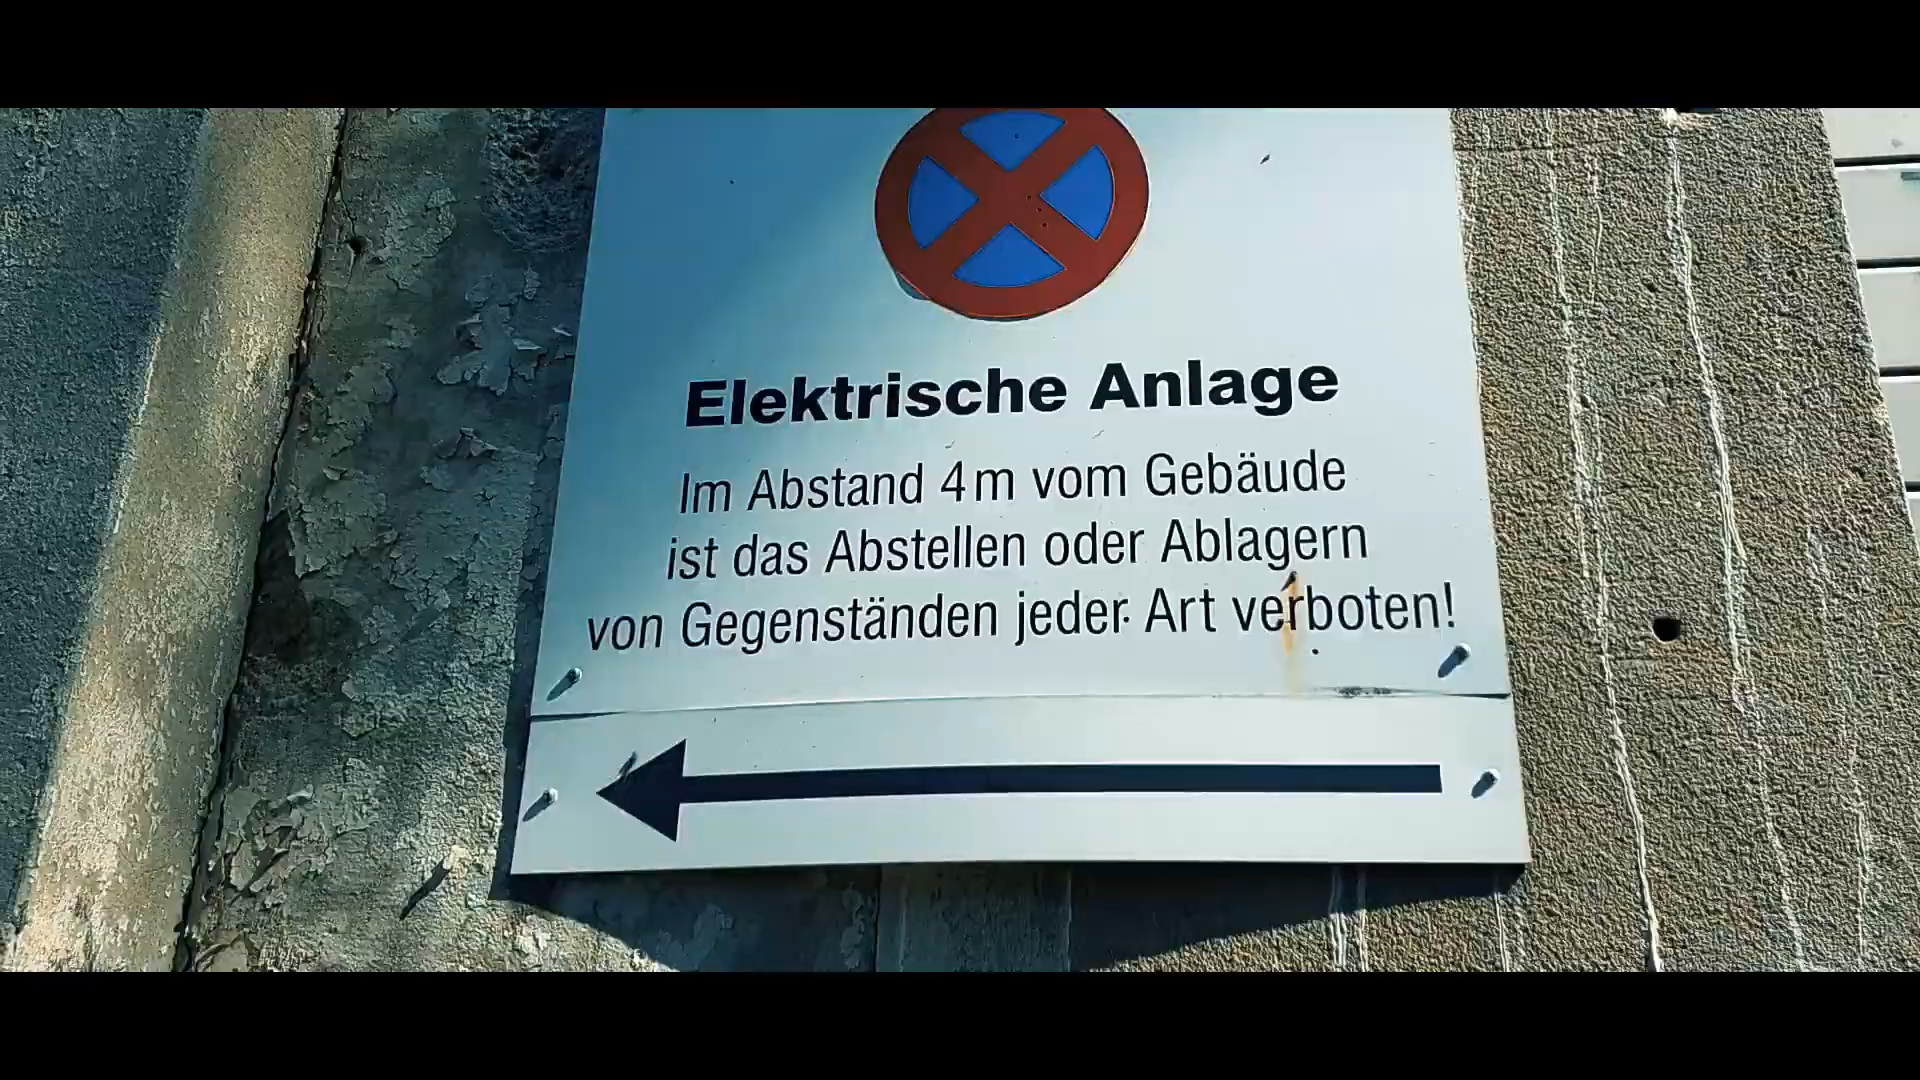 Elektrische Anlage
Im Abstand 4m vom Gebäude
ist das Abstellen oder Ablagern
von Gegenständen jeder Art verboten!